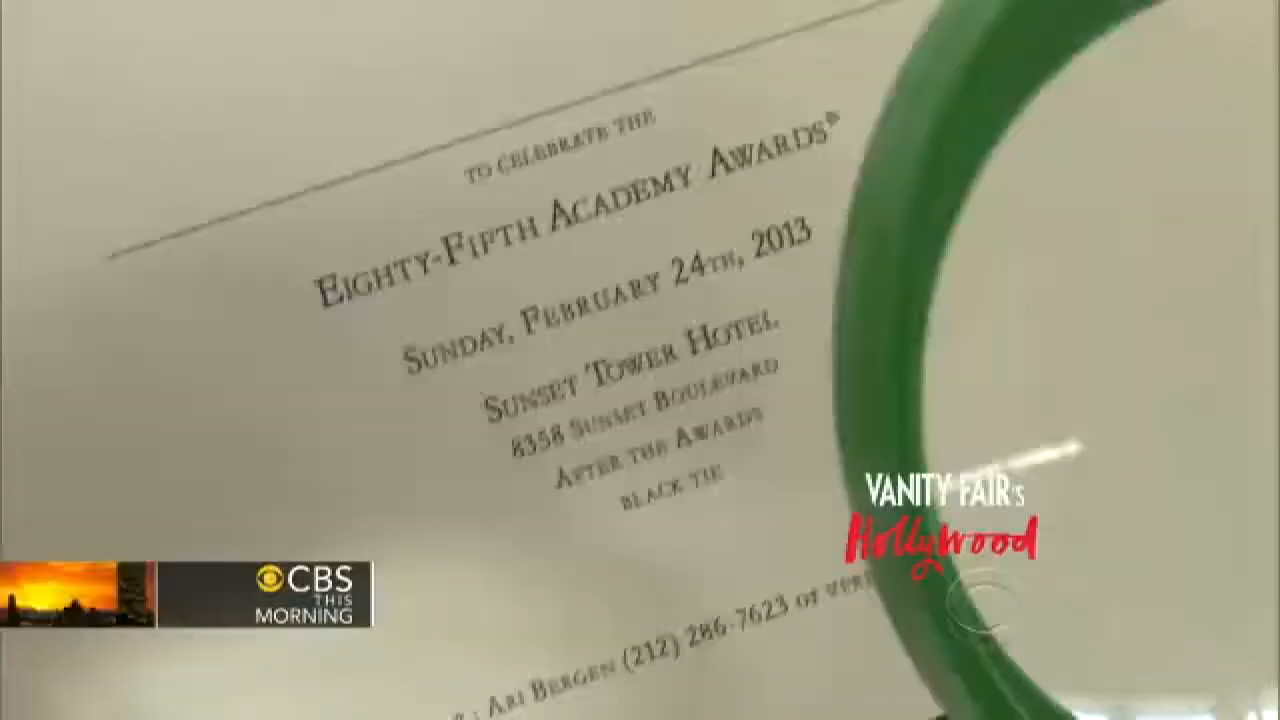 TO CELEBRATE THE
EIGHTY-FIFTH ACADEMY AWARDS®
SUNDAY, FEBRUARY 24TH, 2013
SUNSET TOWER HOTEL
8358 SUNSET BOULEVARD
AFTER THE AWARDS
BLACK TIE
VANITY FAIR's
Hollywood
CBS
THIS
MORNING
: ARI BERGEN (212) 286-7623 OF